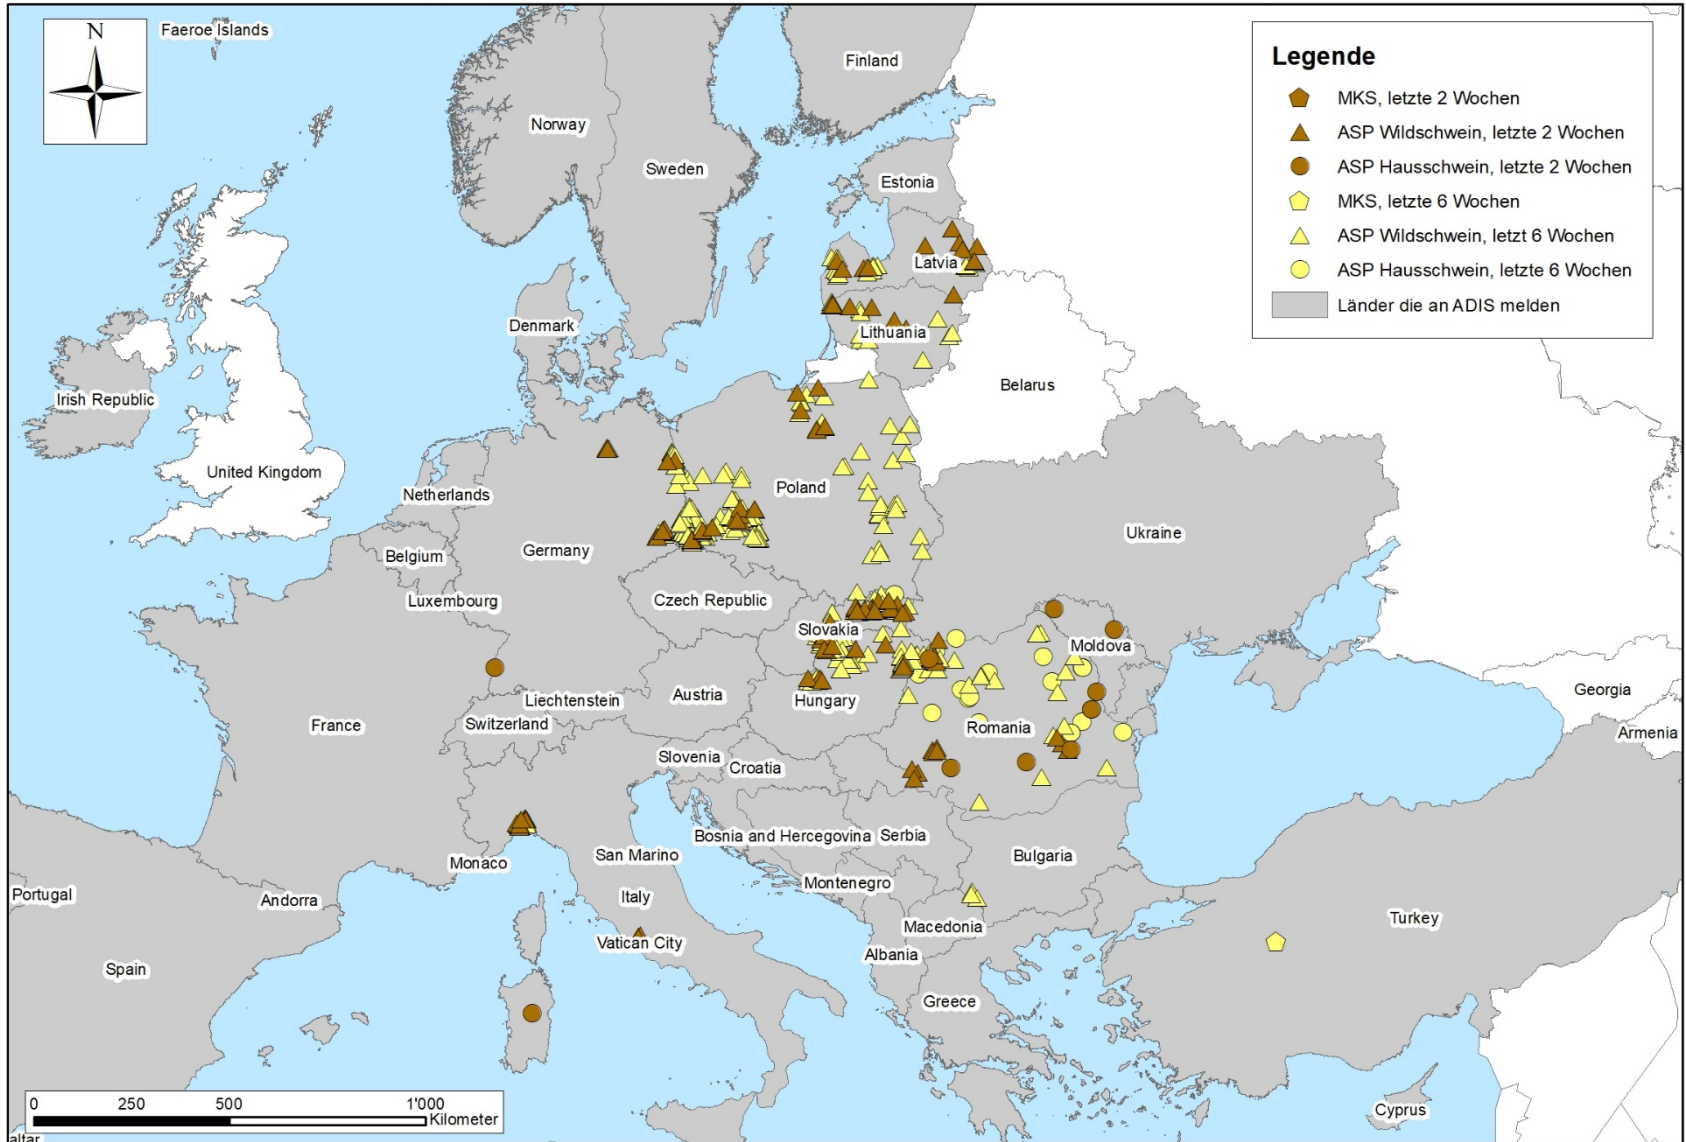 Faeroe Islands
N
Finland
Norway
Sweden
Estonia
Legende
MKS, letzte 2 Wochen
ASP Wildschwein, letzte 2 Wochen
ASP Hausschwein, letzte 2 Wochen
MKS, letzte 6 Wochen
ASP Wildschwein, letzt 6 Wochen
ASP Hausschwein, letzte 6 Wochen
Länder die an ADIS melden
Latvia
Denmark
Lithuania
Belarus
Irish Republic
United Kingdom
Netherlands
Poland
Ukraine
Germany
Belgium
Luxembourg
Czech Republic
Slovakia
Moldova
Liechtenstein
Austria
Hungary
Georgia
France
Switzerland
Romania
Armenia
Slovenia
Croatia
Bosnia and Hercegovina
Serbia
San Marino
Bulgaria
Monaco
Montenegro
Portugal
Andorra
Italy
Macedonia
Turkey
Vatican City
Albania
Spain
Greece
0 250 500 1'000
Kilometer
Cyprus
altar